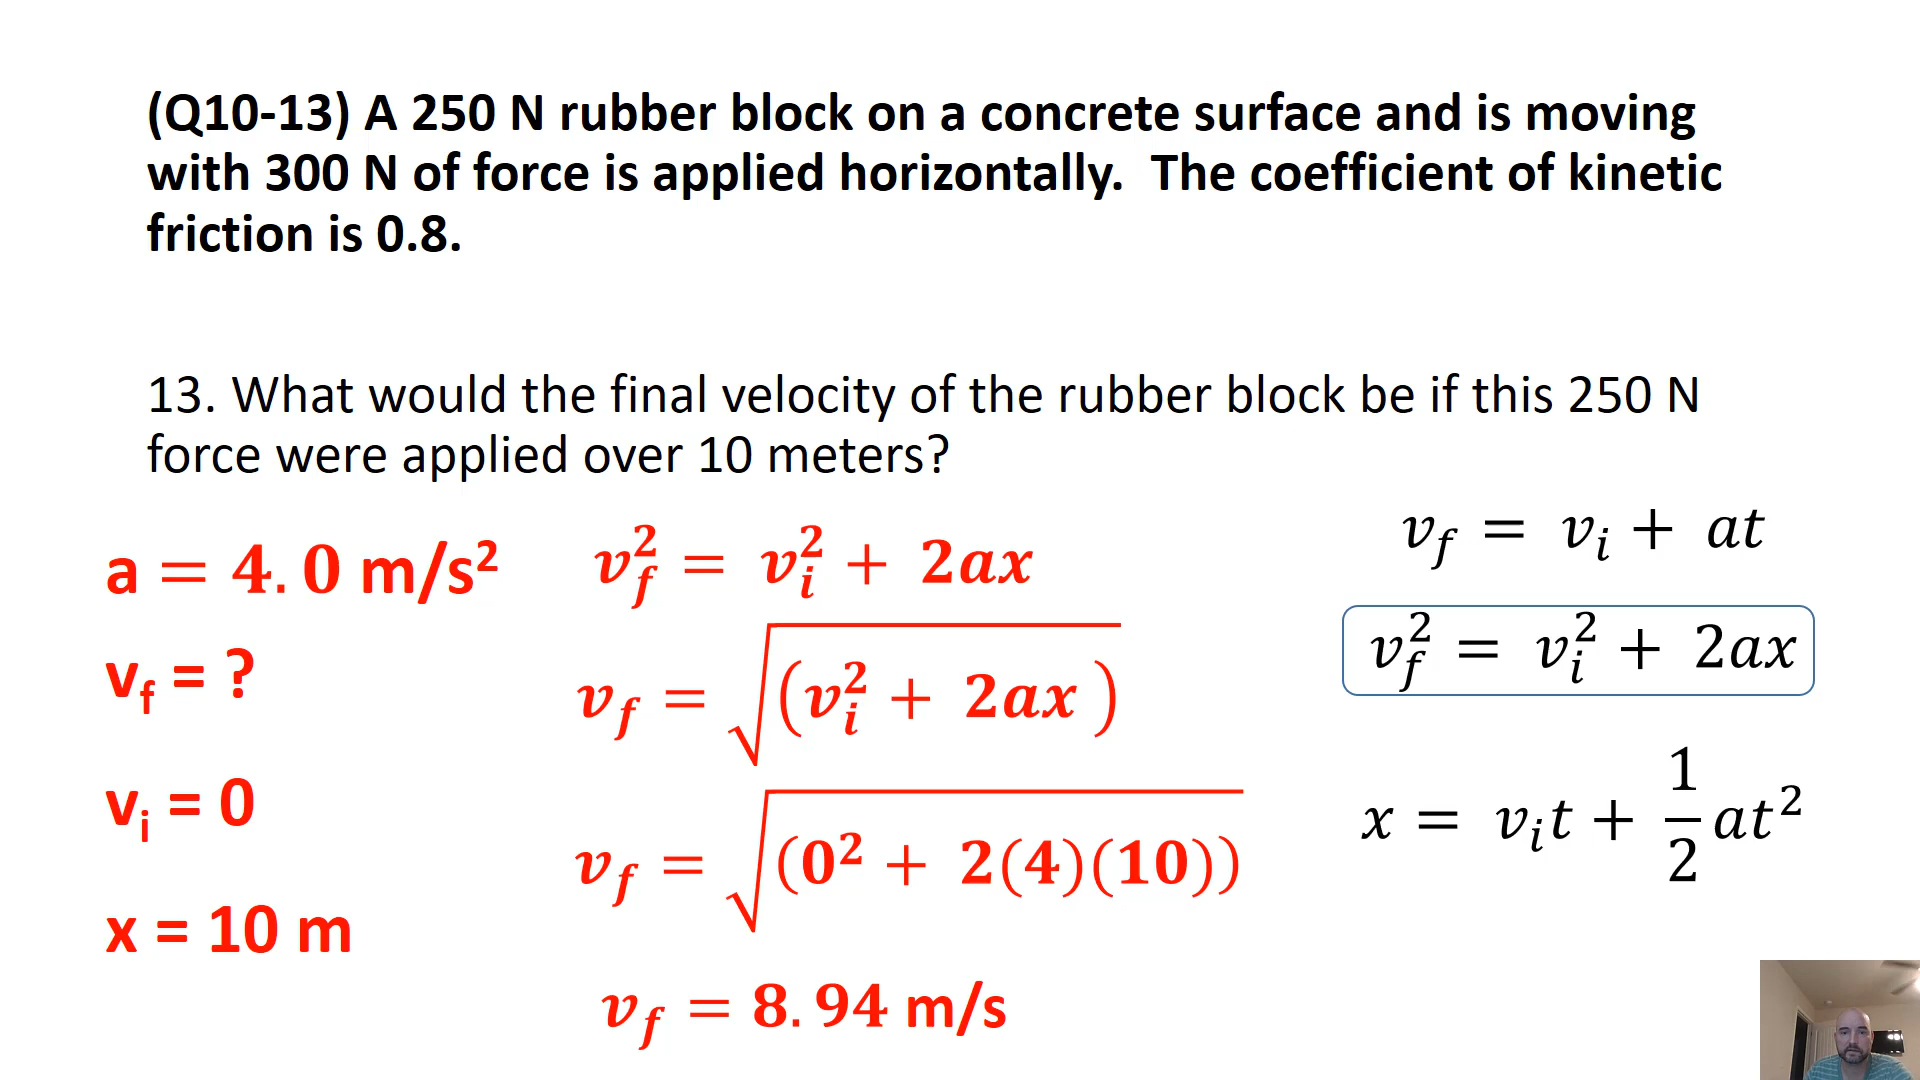 (Q10-13) A 250 N rubber block on a concrete surface and is moving
with 300 N of force is applied horizontally.  The coefficient of kinetic
friction is 0.8.
13. What would the final velocity of the rubber block be if this 250 N
force were applied over 10 meters?
a = 4.0 m/s²
v_f = ?
v_i = 0
x = 10 m
v_f² = v_i² + 2ax
v_f = √(v_i² + 2ax )
v_f = √(0² + 2(4)(10))
v_f = 8.94 m/s
v_f = v_i + at
v_f² = v_i² + 2ax
x = v_i t + 1/2 at²